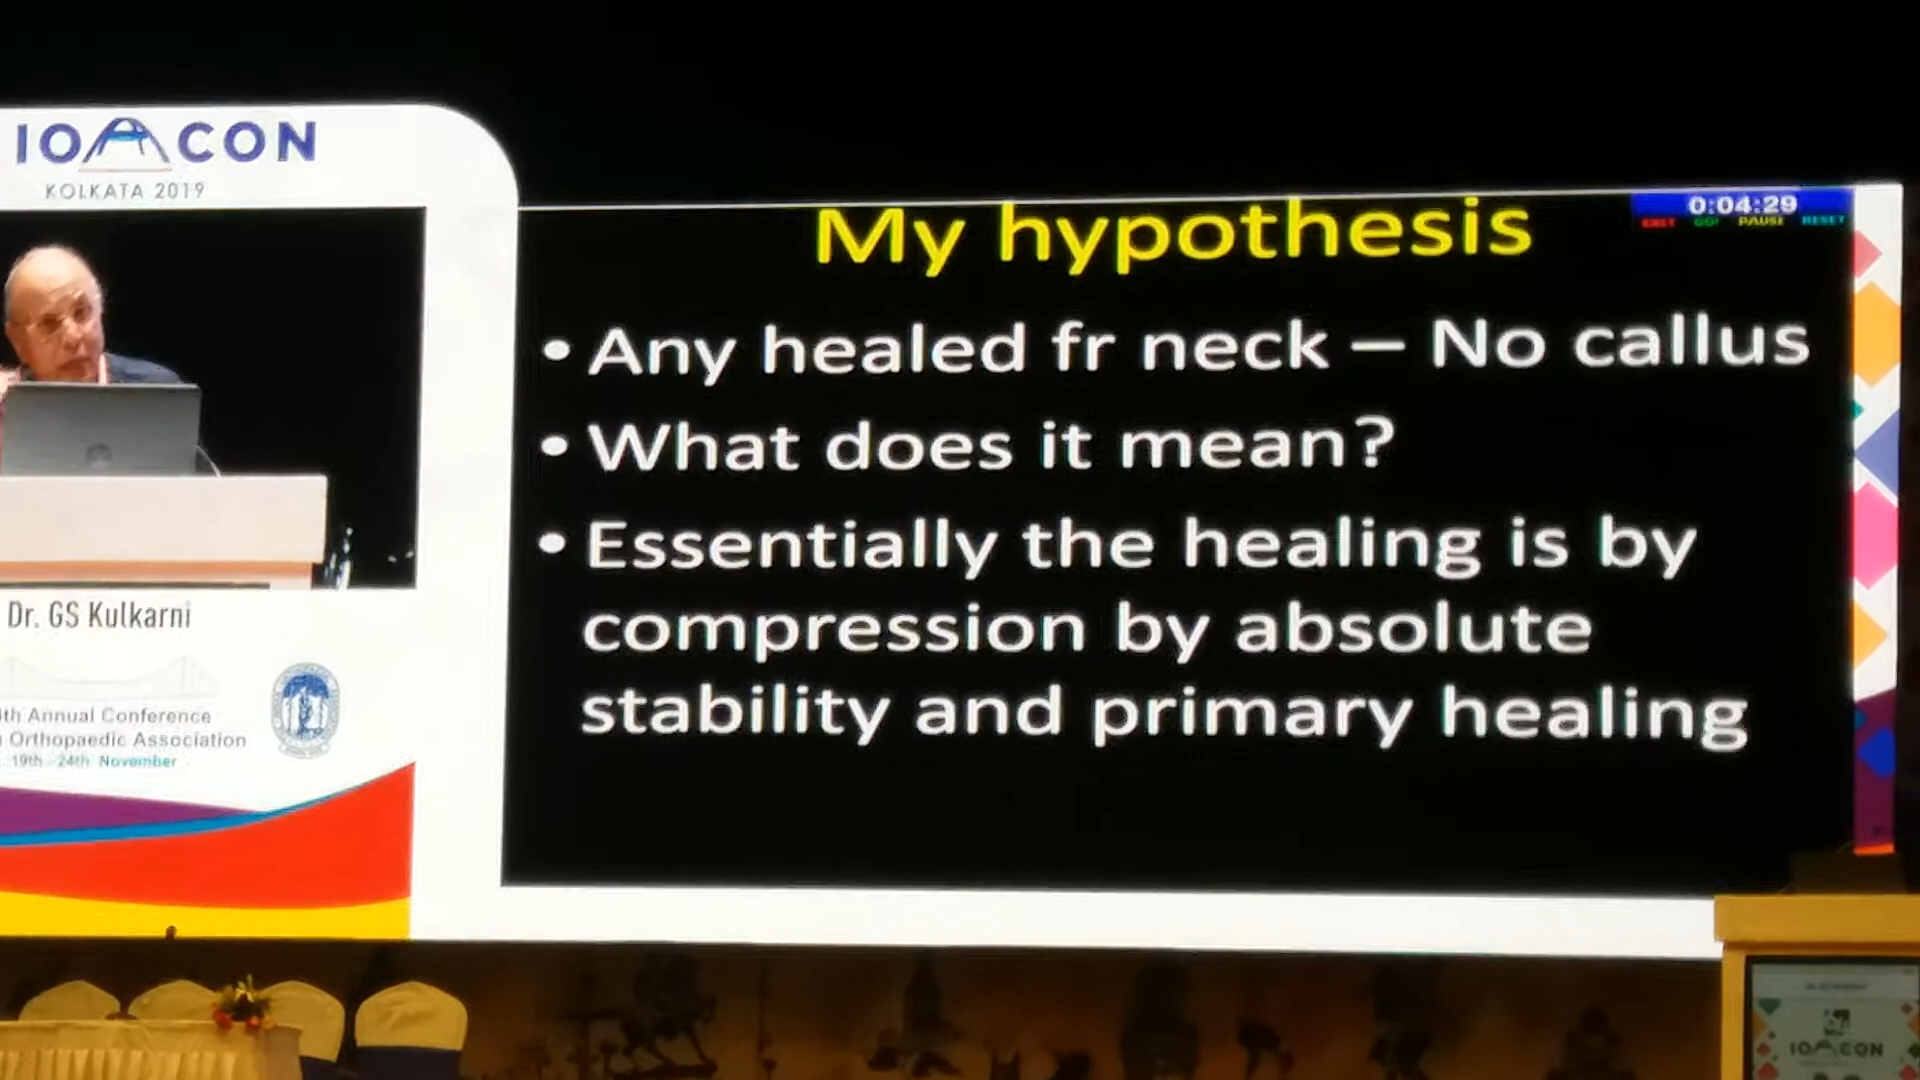 IOACON
KOLKATA 2019
Dr. GS Kulkarni
th Annual Conference
Orthopaedic Association
19th - 24th November
0:04:29
EXIT GO! PAUSE RESET
My hypothesis
• Any healed fr neck – No callus
• What does it mean?
• Essentially the healing is by
compression by absolute
stability and primary healing
IOACON